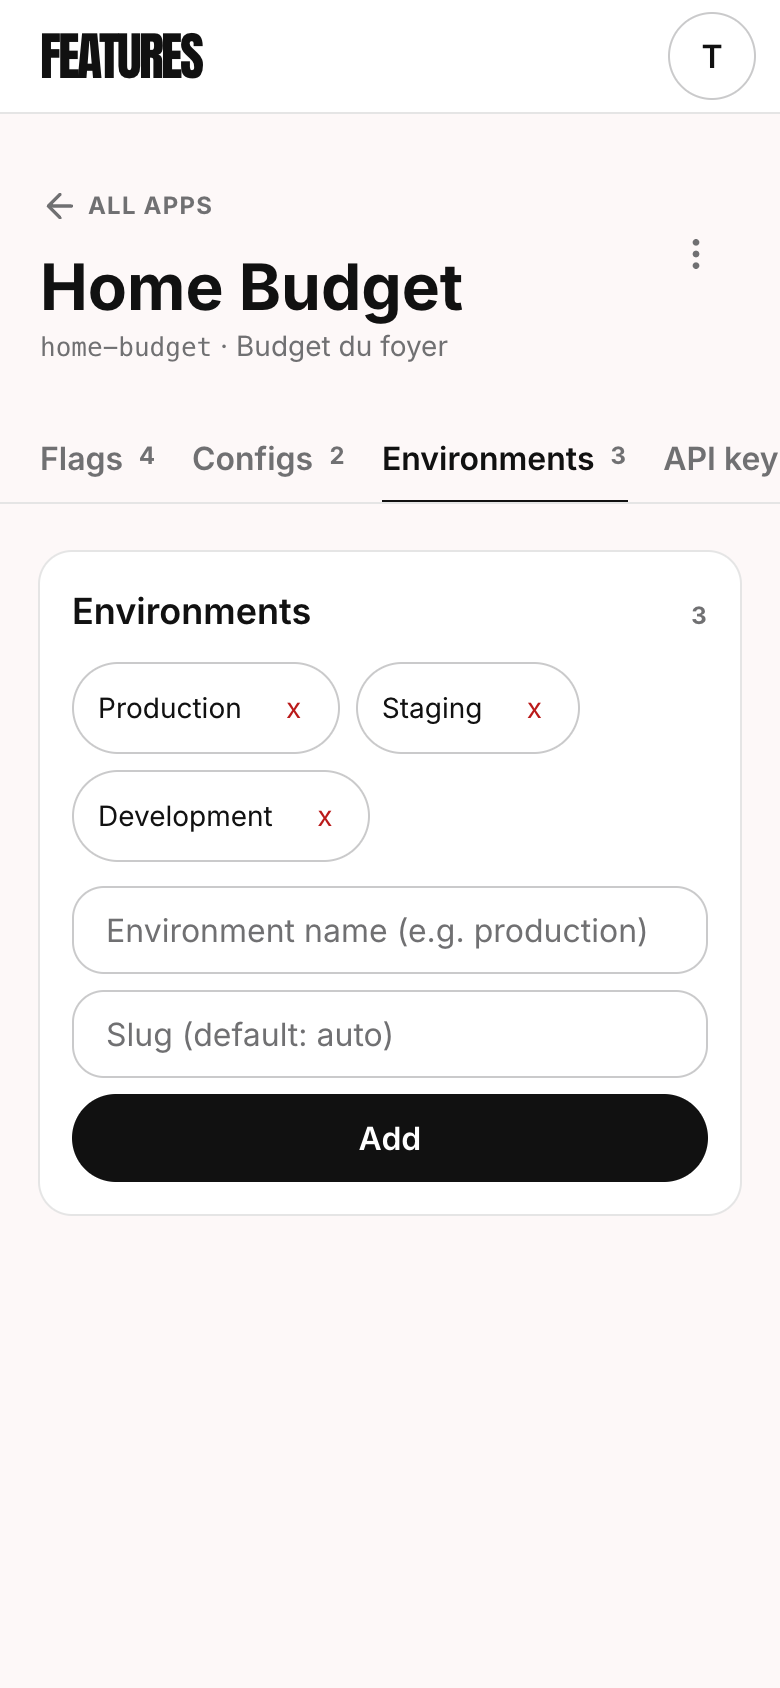 FEATURES
T
ALL APPS
Home Budget
home-budget · Budget du foyer
Flags 4 Configs 2 Environments 3 API key
Environments 3
Production x Staging x
Development x
Environment name (e.g. production)
Slug (default: auto)
Add